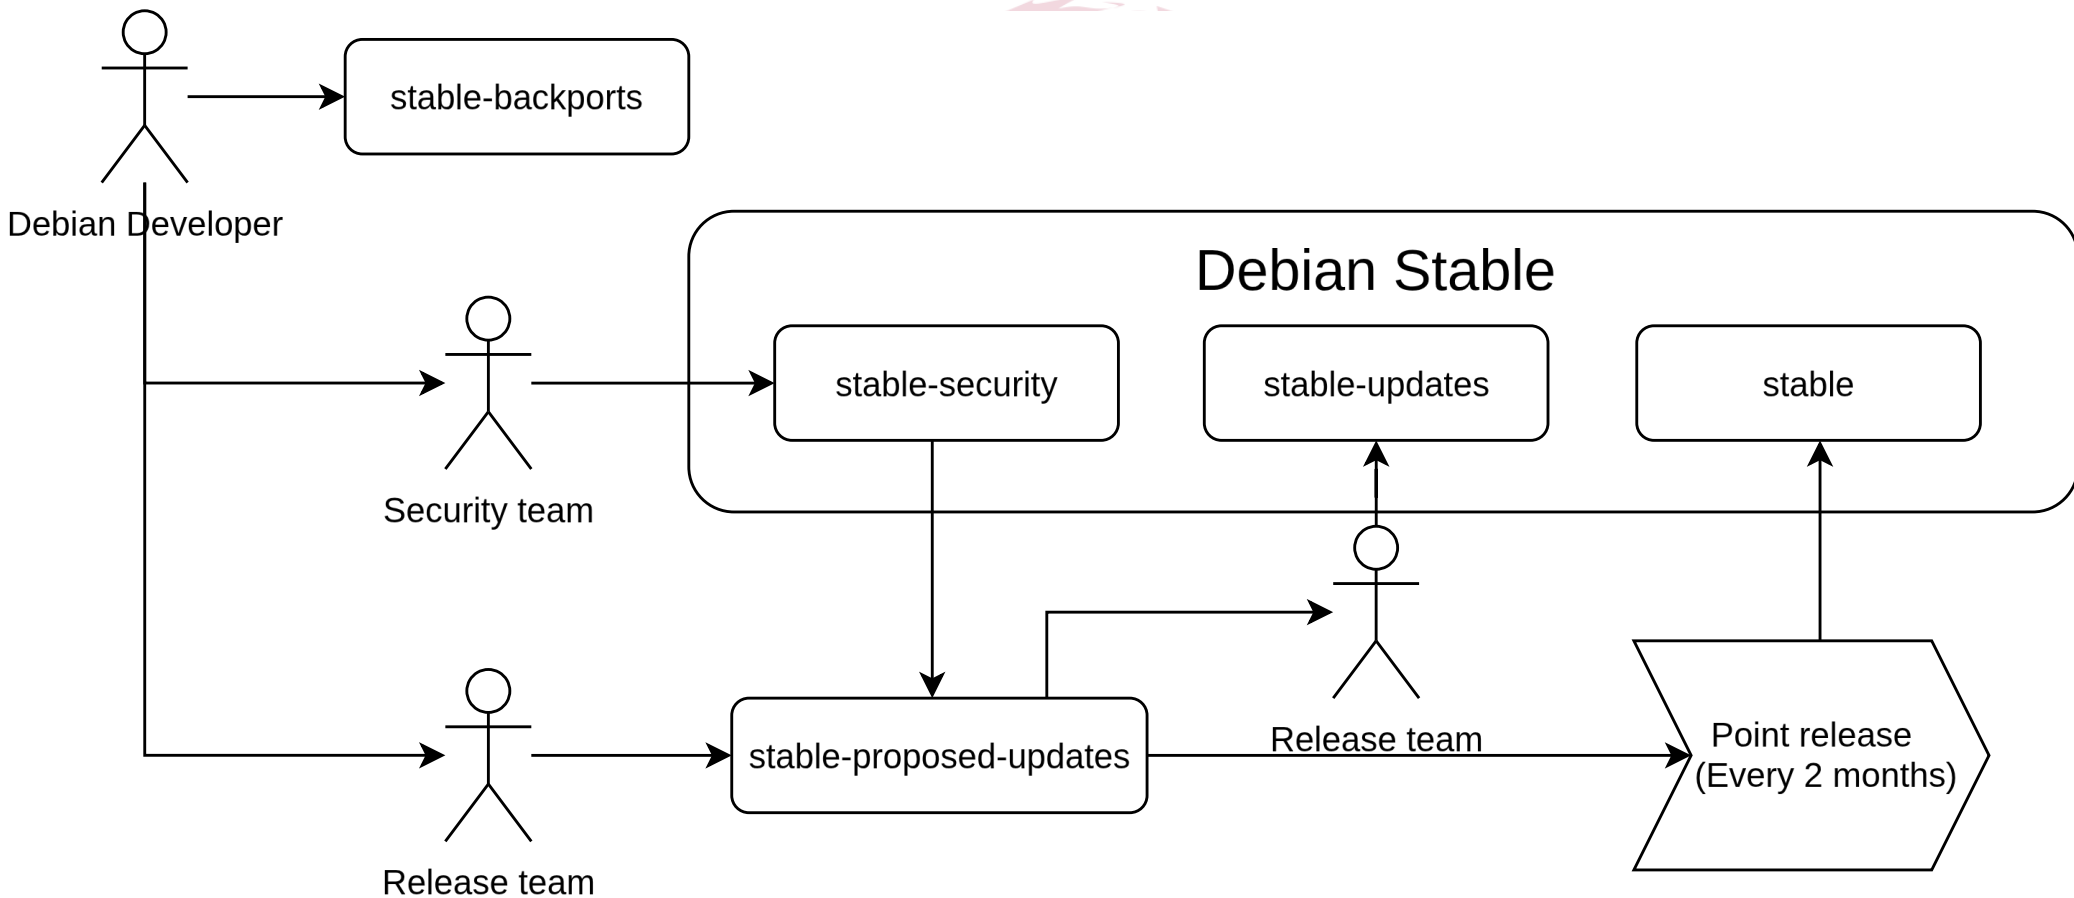 stable-backports
Debian Developer
Debian Stable
stable-security
stable-updates
stable
Security team
Release team
stable-proposed-updates
Point release
(Every 2 months)
Release team